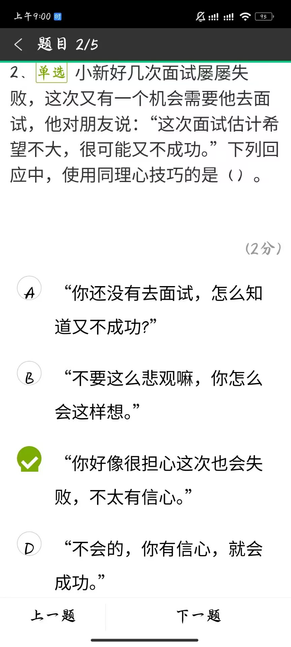 上午9:00
93
题目 2/5
2、单选 小新好几次面试屡屡失
败，这次又有一个机会需要他去面
试，他对朋友说：“这次面试估计希
望不大，很可能又不成功。”下列回
应中，使用同理心技巧的是（）。
（2分）
A “你还没有去面试，怎么知
道又不成功?”
B “不要这么悲观嘛，你怎么
会这样想。”
“你好像很担心这次也会失
败，不太有信心。”
D “不会的，你有信心，就会
成功。”
上一题 下一题